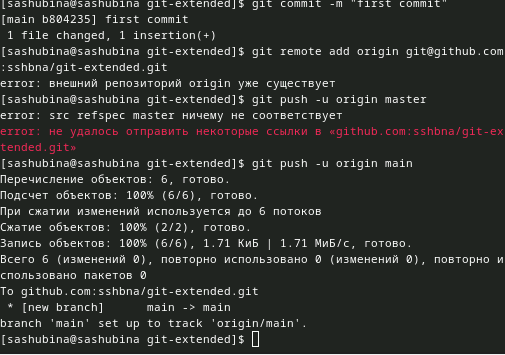 [sashubina@sashubina git-extended]$ git commit -m "first commit"
[main b804235] first commit
 1 file changed, 1 insertion(+)
[sashubina@sashubina git-extended]$ git remote add origin git@github.com
:sshbna/git-extended.git
error: внешний репозиторий origin уже существует
[sashubina@sashubina git-extended]$ git push -u origin master
error: src refspec master ничему не соответствует
error: не удалось отправить некоторые ссылки в «github.com:sshbna/git-ex
tended.git»
[sashubina@sashubina git-extended]$ git push -u origin main
Перечисление объектов: 6, готово.
Подсчет объектов: 100% (6/6), готово.
При сжатии изменений используется до 6 потоков
Сжатие объектов: 100% (2/2), готово.
Запись объектов: 100% (6/6), 1.71 КиБ | 1.71 МиБ/с, готово.
Всего 6 (изменений 0), повторно использовано 0 (изменений 0), повторно и
спользовано пакетов 0
To github.com:sshbna/git-extended.git
 * [new branch]      main -> main
branch 'main' set up to track 'origin/main'.
[sashubina@sashubina git-extended]$